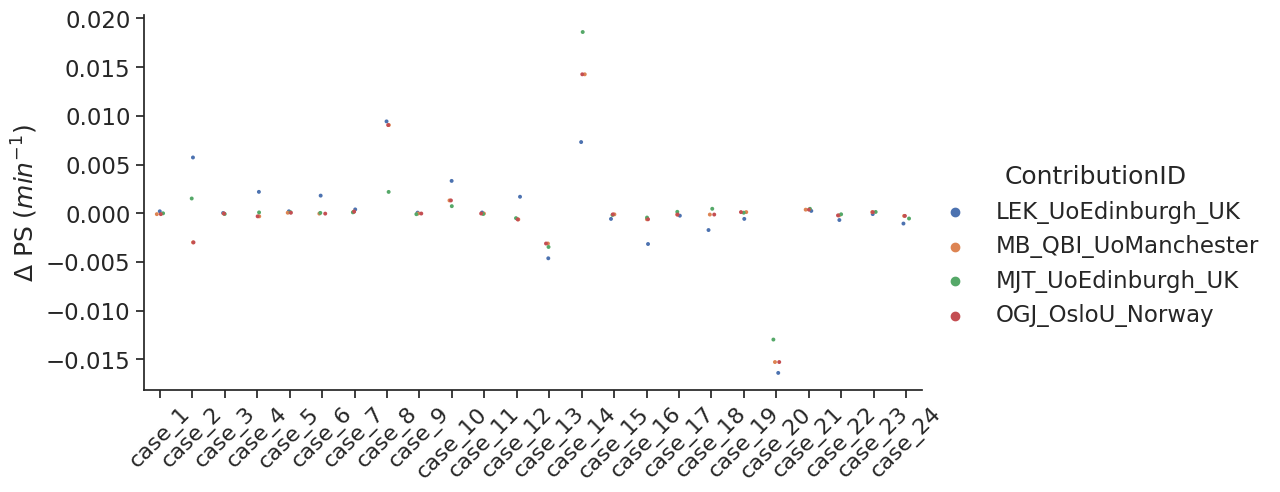 0.020
0.015
0.010
0.005
0.000
−0.005
−0.010
−0.015
Δ PS (min⁻¹)
case_1
case_2
case_3
case_4
case_5
case_6
case_7
case_8
case_9
case_10
case_11
case_12
case_13
case_14
case_15
case_16
case_17
case_18
case_19
case_20
case_21
case_22
case_23
case_24
ContributionID
LEK_UoEdinburgh_UK
MB_QBI_UoManchester
MJT_UoEdinburgh_UK
OGJ_OsloU_Norway